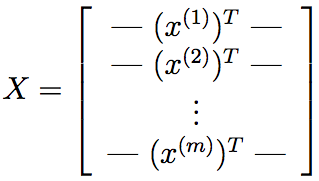 — (x^{(1)})^T —
— (x^{(2)})^T —
X =
⋮
— (x^{(m)})^T —